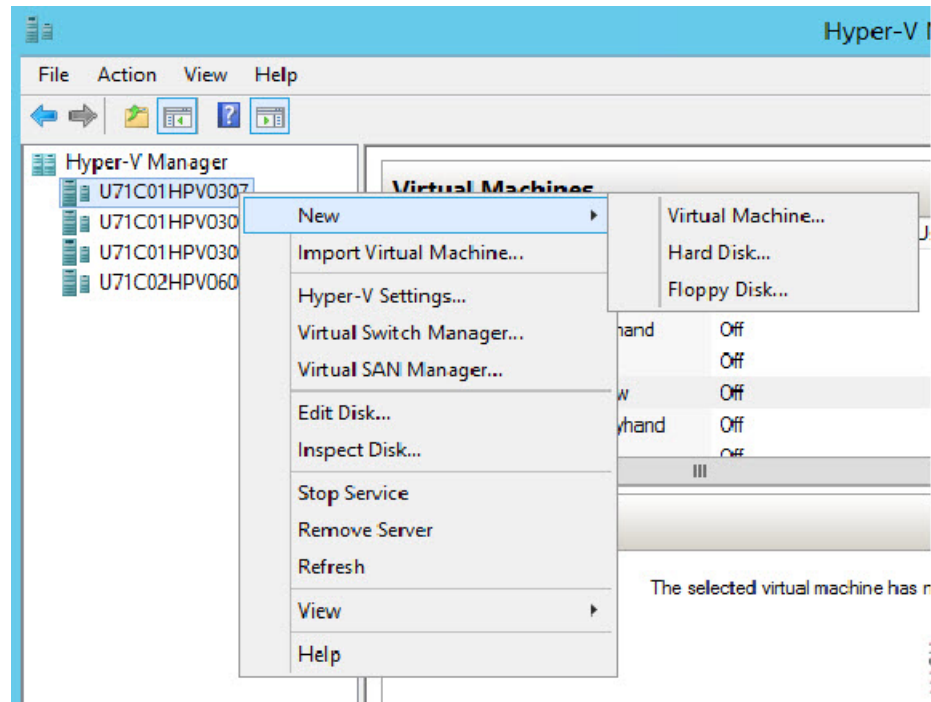 Hyper-V
File Action View Help
Hyper-V Manager
U71C01HPV0307
U71C01HPV030
U71C01HPV030
U71C02HPV060
Virtual Machines
New
Import Virtual Machine...
Hyper-V Settings...
Virtual Switch Manager...
Virtual SAN Manager...
Edit Disk...
Inspect Disk...
Stop Service
Remove Server
Refresh
View
Help
Virtual Machine...
Hard Disk...
Floppy Disk...
hand Off
Off
w Off
yhand Off
Off
The selected virtual machine has